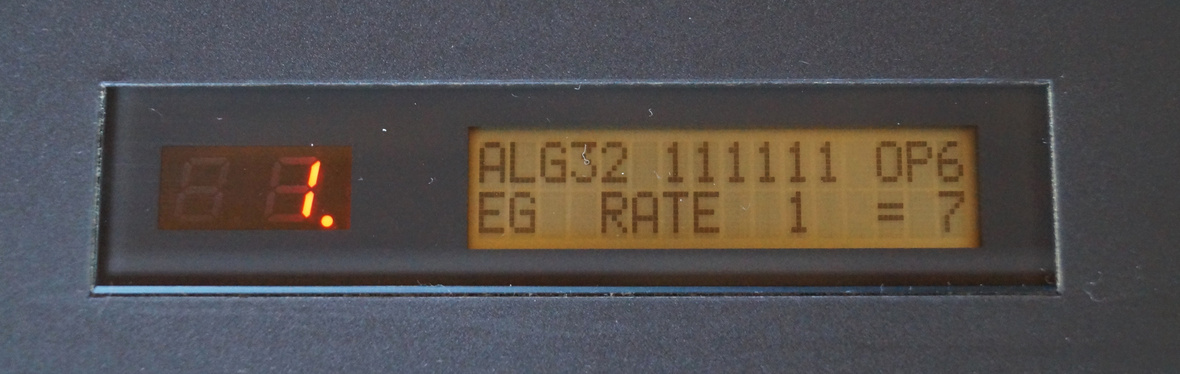 1.
ALG32 111111 OP6
EG RATE 1 = 7